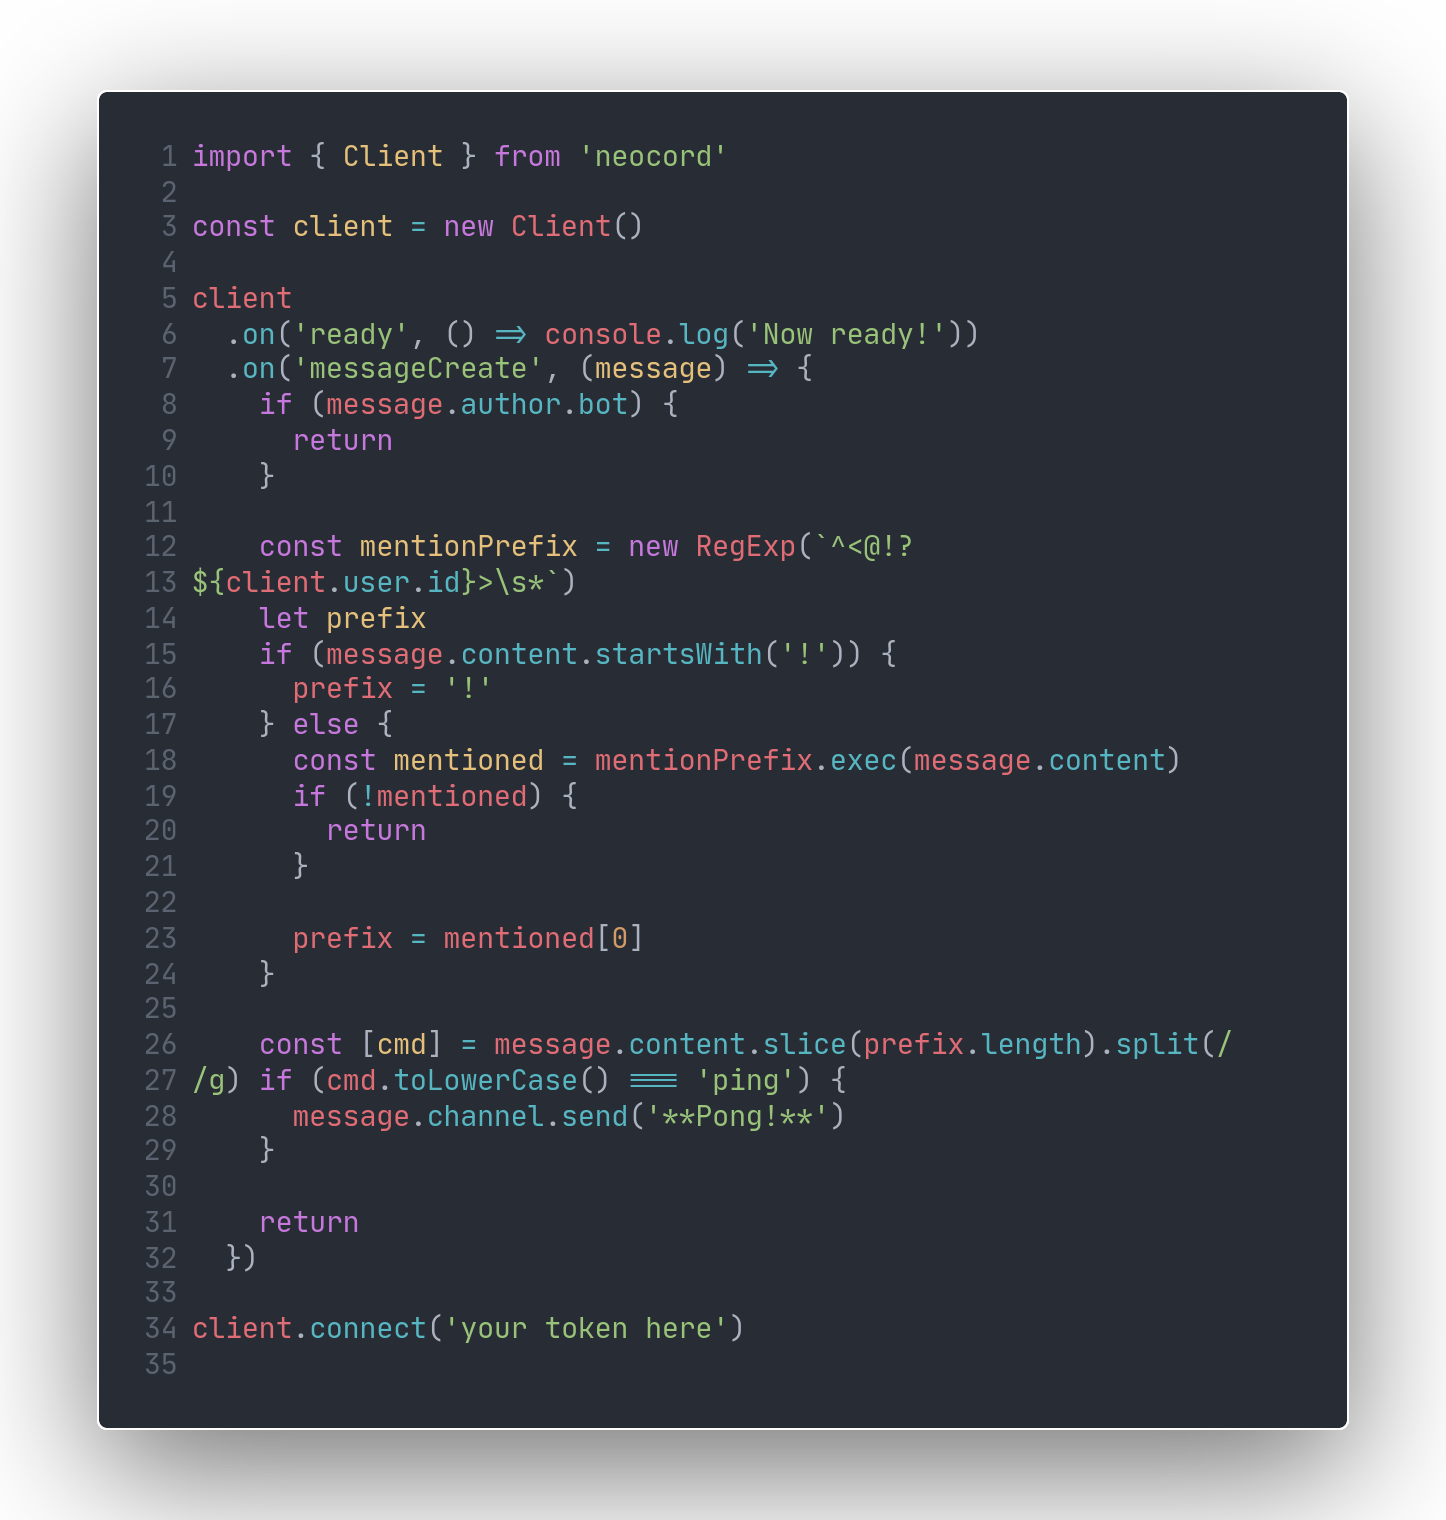 1 import { Client } from 'neocord'
2
3 const client = new Client()
4
5 client
6   .on('ready', () => console.log('Now ready!'))
7   .on('messageCreate', (message) => {
8     if (message.author.bot) {
9       return
10     }
11
12     const mentionPrefix = new RegExp(`^<@!?
13 ${client.user.id}>\s*`)
14     let prefix
15     if (message.content.startsWith('!')) {
16       prefix = '!'
17     } else {
18       const mentioned = mentionPrefix.exec(message.content)
19       if (!mentioned) {
20         return
21       }
22
23       prefix = mentioned[0]
24     }
25
26     const [cmd] = message.content.slice(prefix.length).split(/
27 /g) if (cmd.toLowerCase() === 'ping') {
28       message.channel.send('**Pong!**')
29     }
30
31     return
32   })
33
34 client.connect('your token here')
35